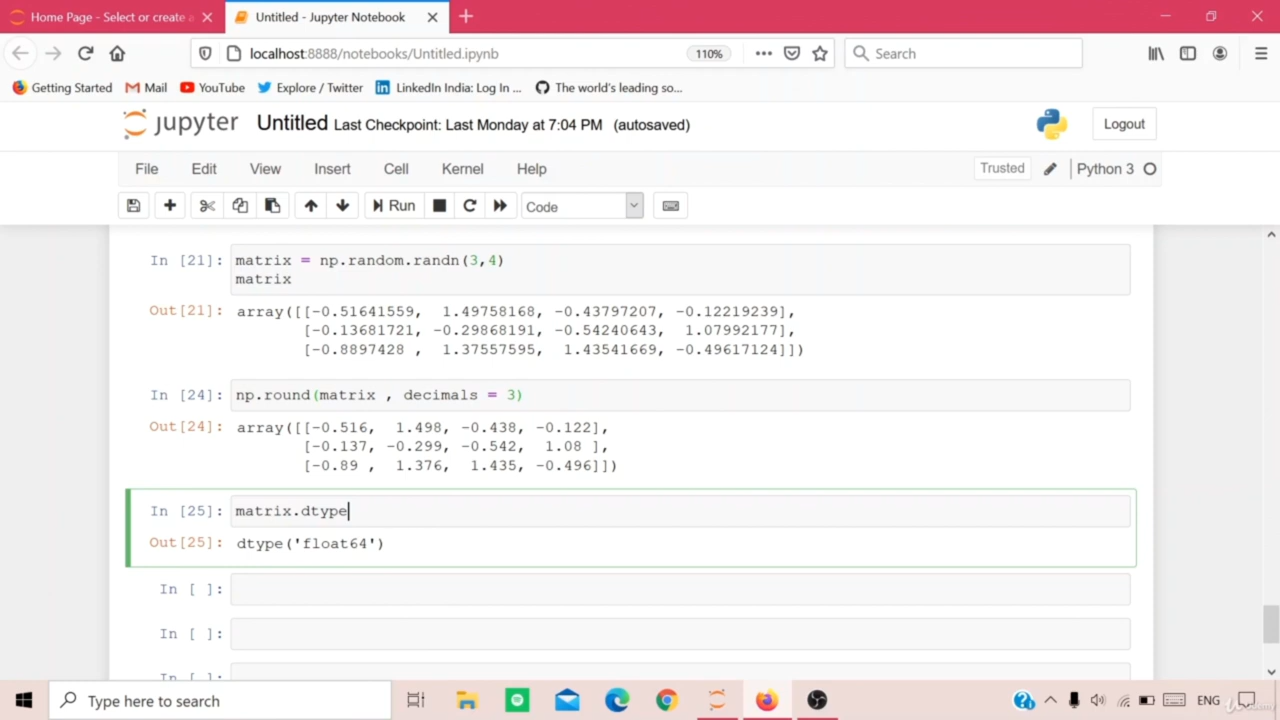 Home Page - Select or create a
Untitled - Jupyter Notebook
localhost:8888/notebooks/Untitled.ipynb
110%
Search
Getting Started
Mail
YouTube
Explore / Twitter
LinkedIn India: Log In ...
The world's leading so...
jupyter
Untitled
Last Checkpoint: Last Monday at 7:04 PM
(autosaved)
Logout
File
Edit
View
Insert
Cell
Kernel
Help
Trusted
Python 3
Run
Code
In [21]: matrix = np.random.randn(3,4)
matrix
Out[21]: array([[-0.51641559, 1.49758168, -0.43797207, -0.12219239],
[-0.13681721, -0.29868191, -0.54240643, 1.07992177],
[-0.8897428 , 1.37557595, 1.43541669, -0.49617124]])
In [24]: np.round(matrix , decimals = 3)
Out[24]: array([[-0.516, 1.498, -0.438, -0.122],
[-0.137, -0.299, -0.542, 1.08 ],
[-0.89 , 1.376, 1.435, -0.496]])
In [25]: matrix.dtype
Out[25]: dtype('float64')
In [ ]:
In [ ]:
In [ ]:
Type here to search
ENG
Udemy